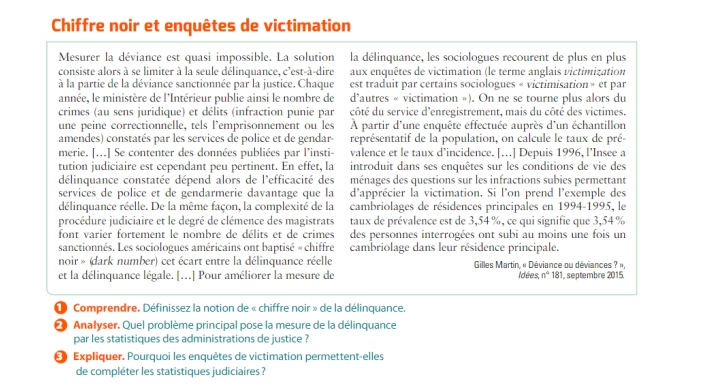 Chiffre noir et enquêtes de victimation
Mesurer la déviance est quasi impossible. La solution
consiste alors à se limiter à la seule délinquance, c'est-à-dire
à la partie de la déviance sanctionnée par la justice. Chaque
année, le ministère de l'Intérieur publie ainsi le nombre de
crimes (au sens juridique) et délits (infraction punie par
une peine correctionnelle, tels l'emprisonnement ou les
amendes) constatés par les services de police et de gendar-
merie. […] Se contenter des données publiées par l'insti-
tution judiciaire est cependant peu pertinent. En effet, la
délinquance constatée dépend alors de l'efficacité des
services de police et de gendarmerie davantage que la
délinquance réelle. De la même façon, la complexité de la
procédure judiciaire et le degré de clémence des magistrats
font varier fortement le nombre de délits et de crimes
sanctionnés. Les sociologues américains ont baptisé « chiffre
noir » (dark number) cet écart entre la délinquance réelle
et la délinquance légale. […] Pour améliorer la mesure de
la délinquance, les sociologues recourent de plus en plus
aux enquêtes de victimation (le terme anglais victimization
est traduit par certains sociologues « victimisation » et par
d'autres « victimation »). On ne se tourne plus alors du
côté du service d'enregistrement, mais du côté des victimes.
À partir d'une enquête effectuée auprès d'un échantillon
représentatif de la population, on calcule le taux de pré-
valence et le taux d'incidence. […] Depuis 1996, l'Insee a
introduit dans ses enquêtes sur les conditions de vie des
ménages des questions sur les infractions subies permettant
d'apprécier la victimation. Si l'on prend l'exemple des
cambriolages de résidences principales en 1994-1995, le
taux de prévalence est de 3,54 %, ce qui signifie que 3,54 %
des personnes interrogées ont subi au moins une fois un
cambriolage dans leur résidence principale.
Gilles Martin, « Déviance ou déviances ? »,
Idées, n° 181, septembre 2015.
1 Comprendre. Définissez la notion de « chiffre noir » de la délinquance.
2 Analyser. Quel problème principal pose la mesure de la délinquance
par les statistiques des administrations de justice ?
3 Expliquer. Pourquoi les enquêtes de victimation permettent-elles
de compléter les statistiques judiciaires ?